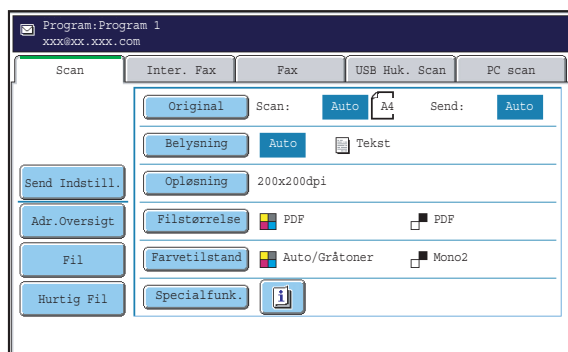 Program:Program 1
xxx@xx.xxx.com
Scan Inter. Fax Fax USB Huk. Scan PC scan
Original Scan: Auto A4 Send: Auto
Belysning Auto Tekst
Send Indstill. Opløsning 200x200dpi
Adr.Oversigt Filstørrelse PDF PDF
Fil Farvetilstand Auto/Gråtoner Mono2
Hurtig Fil Specialfunk.